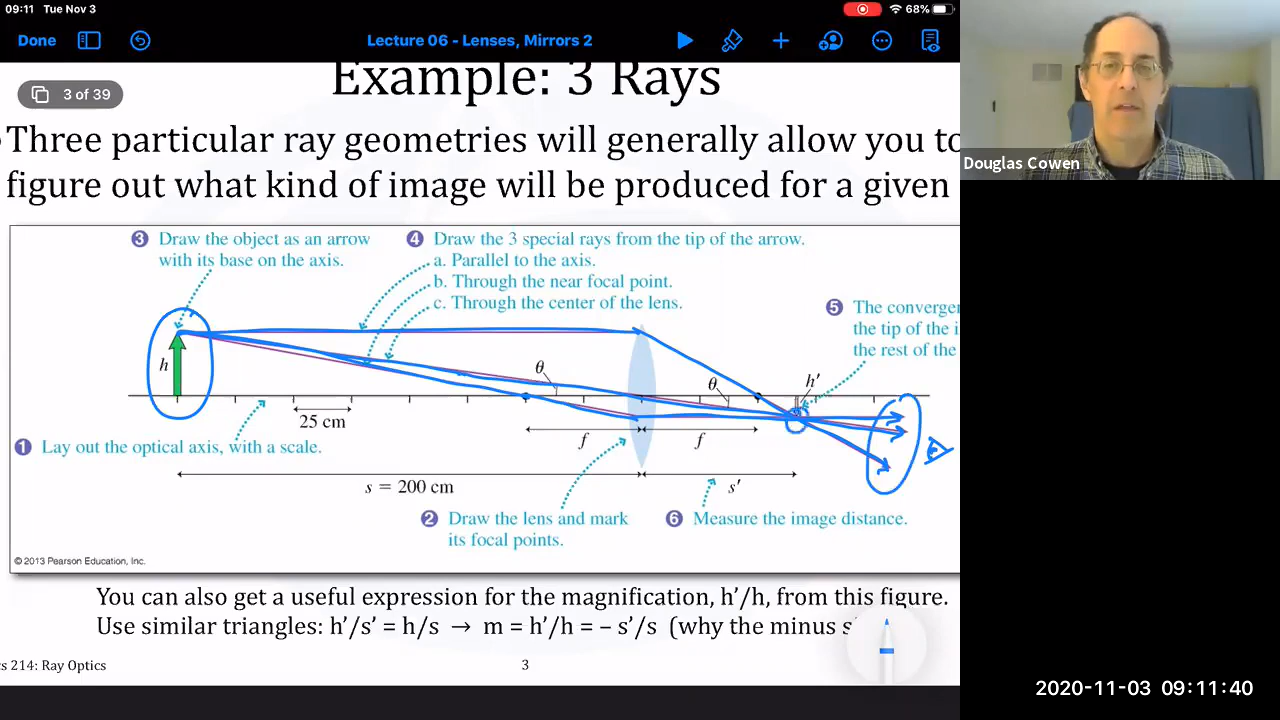 09:11 Tue Nov 3
68%
Done
Lecture 06 - Lenses, Mirrors 2
3 of 39
Example: 3 Rays
Three particular ray geometries will generally allow you to
figure out what kind of image will be produced for a given
3 Draw the object as an arrow
with its base on the axis.
4 Draw the 3 special rays from the tip of the arrow.
a. Parallel to the axis.
b. Through the near focal point.
c. Through the center of the lens.
5 The converge
the tip of the i
the rest of the
h
θ
θ
h′
25 cm
f
f
1 Lay out the optical axis, with a scale.
s = 200 cm
s′
2 Draw the lens and mark
its focal points.
6 Measure the image distance.
© 2013 Pearson Education, Inc.
You can also get a useful expression for the magnification, h’/h, from this figure.
Use similar triangles: h’/s’ = h/s → m = h’/h = – s’/s (why the minus s
s 214: Ray Optics
3
Douglas Cowen
2020-11-03 09:11:40